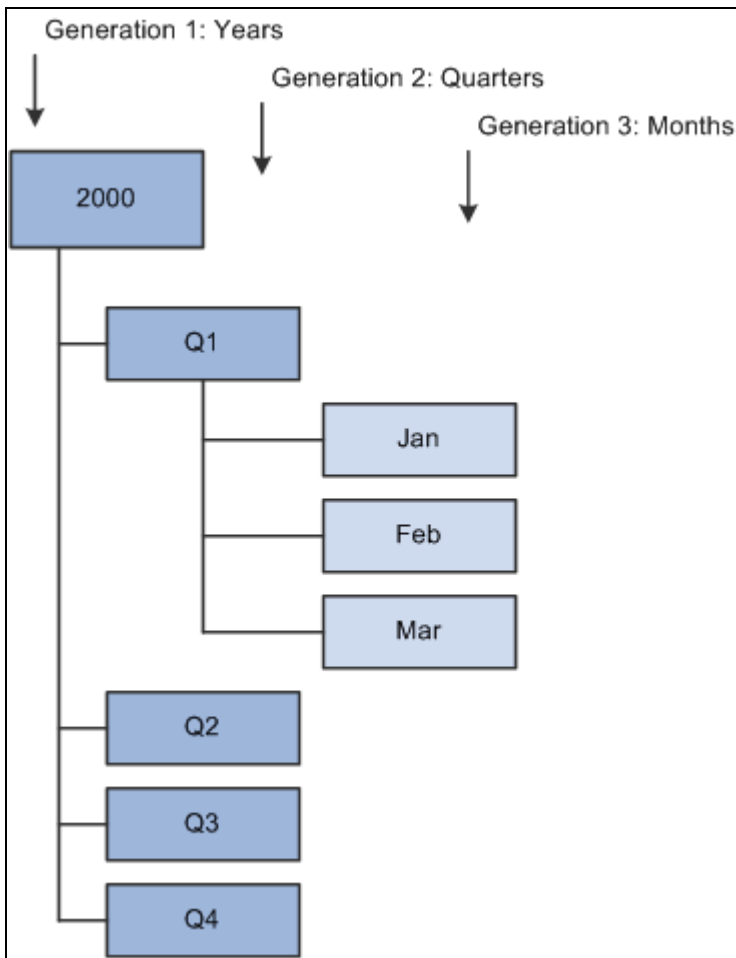 Generation 1: Years
Generation 2: Quarters
Generation 3: Months
2000
Q1
Jan
Feb
Mar
Q2
Q3
Q4